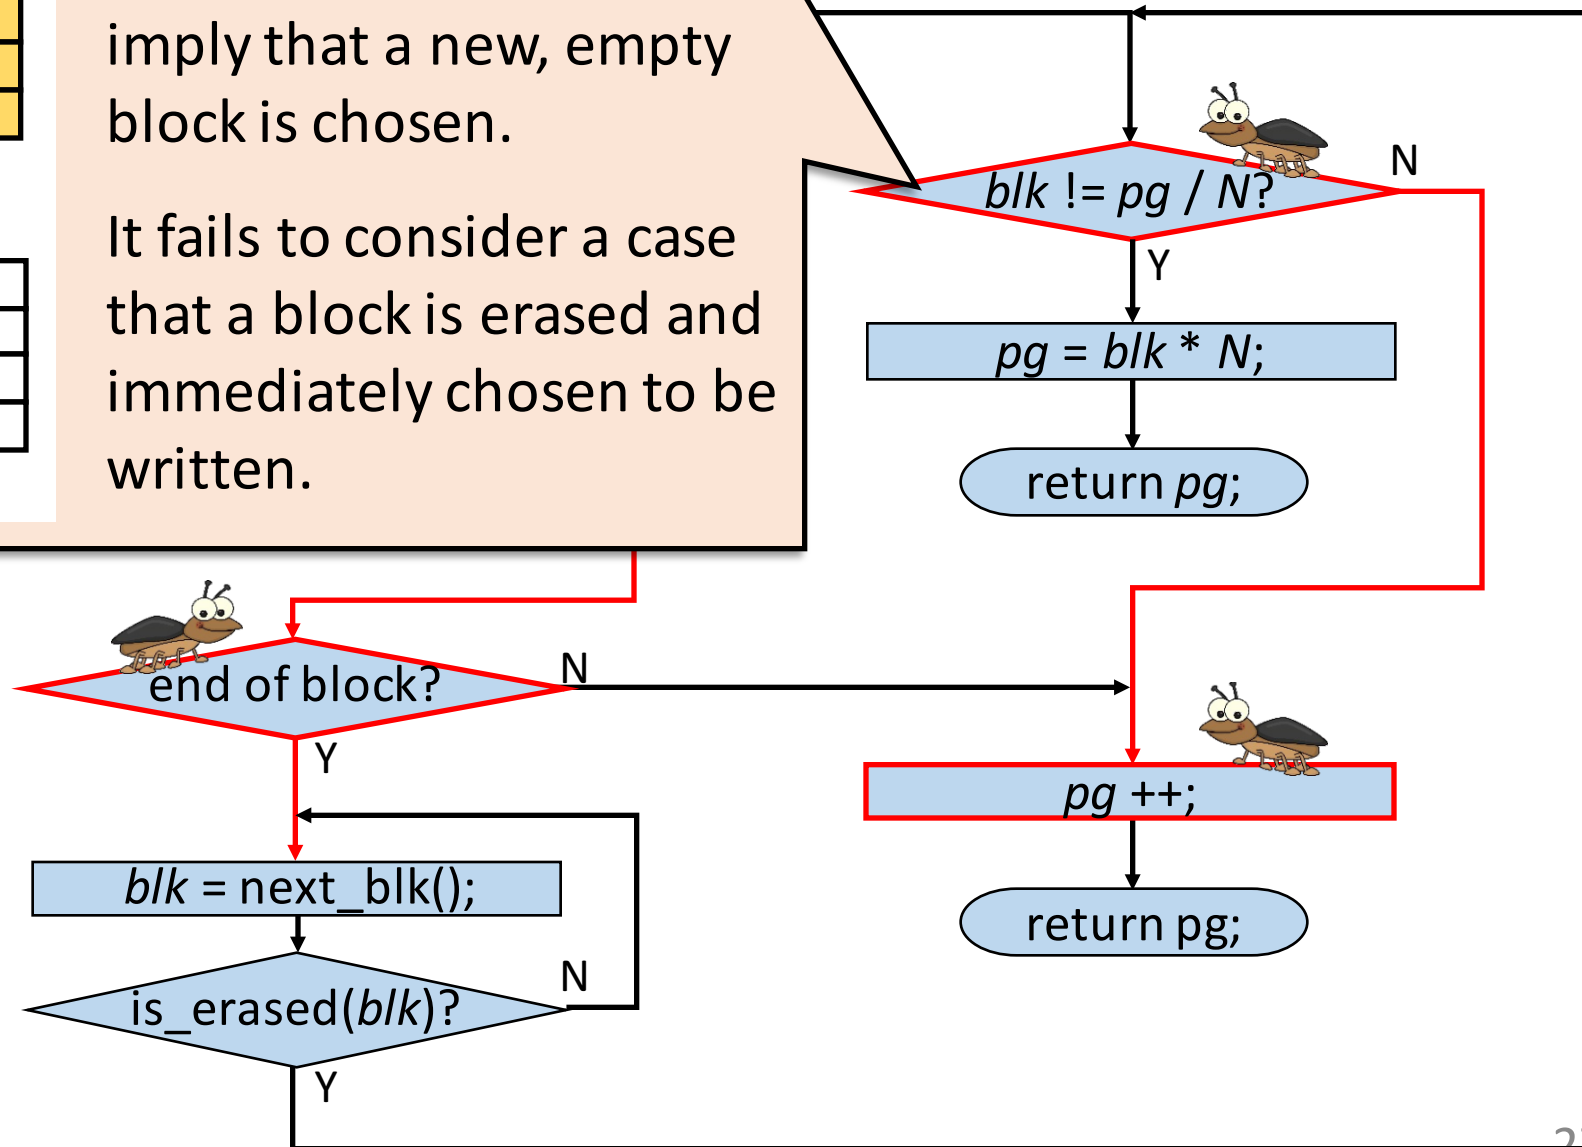 imply that a new, empty
block is chosen.
It fails to consider a case
that a block is erased and
immediately chosen to be
written.
blk != pg / N?
N
Y
pg = blk * N;
return pg;
end of block?
N
Y
pg ++;
return pg;
blk = next_blk();
is_erased(blk)?
N
Y